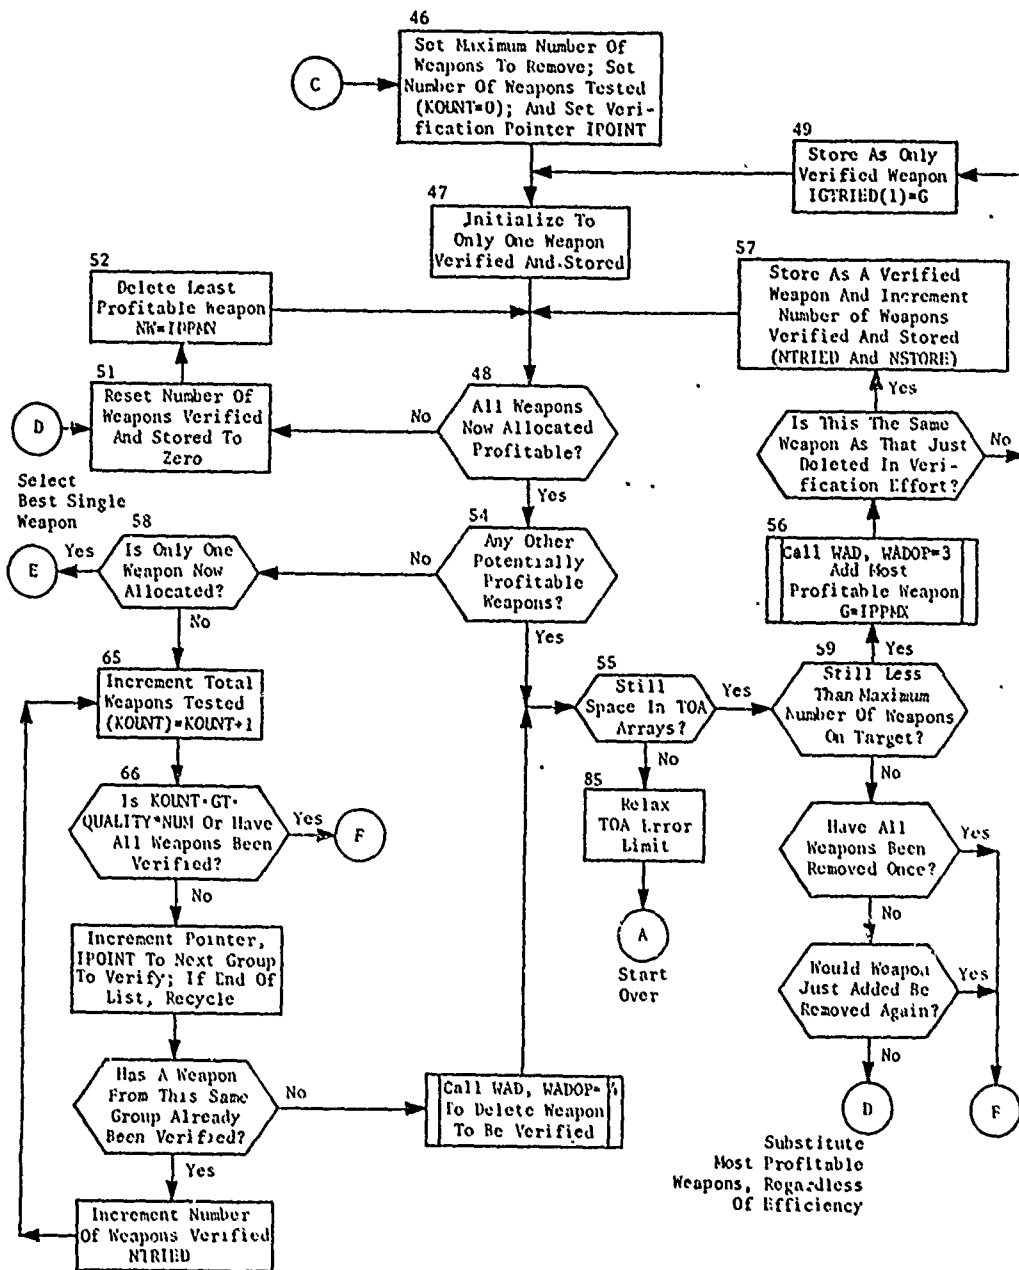 46
Set Maximum Number Of
Weapons To Remove; Set
Number Of Weapons Tested
(KOUNT=0); And Set Veri-
fication Pointer IPOINT
C
49
Store As Only
Verified Weapon
IGTRIED(1)=G
47
Initialize To
Only One Weapon
Verified And Stored
52
Delete Least
Profitable Weapon
NW=IPPMN
57
Store As A Verified
Weapon And Increment
Number of Weapons
Verified And Stored
(NTRIED And NSTORE)
51
Reset Number Of
Weapons Verified
And Stored To
Zero
D
48
All Weapons
Now Allocated
Profitable?
No
Yes
Yes
Is This The Same
Weapon As That Just
Deleted In Veri-
fication Effort?
No
Select
Best Single
Weapon
58
Is Only One
Weapon Now
Allocated?
Yes
E
No
54
Any Other
Potentially
Profitable
Weapons?
No
Yes
56
Call WAD, WADOP=3
Add Most
Profitable Weapon
G=IPPMX
Yes
65
Increment Total
Weapons Tested
(KOUNT)=KOUNT+1
55
Still
Space In TOA
Arrays?
Yes
No
59
Still Less
Than Maximum
Number Of Weapons
On Target?
No
66
Is KOUNT·GT·
QUALITY*NUM Or Have
All Weapons Been
Verified?
Yes
F
No
85
Relax
TOA Error
Limit
A
Start
Over
Have All
Weapons Been
Removed Once?
Yes
No
Increment Pointer,
IPOINT To Next Group
To Verify; If End Of
List, Recycle
Would Weapon
Just Added Be
Removed Again?
Yes
No
Has A Weapon
From This Same
Group Already
Been Verified?
No
Yes
Call WAD, WADOP=4
To Delete Weapon
To Be Verified
D
F
Substitute
Most Profitable
Weapons, Regardless
Of Efficiency
Increment Number
Of Weapons Verified
NTRIED